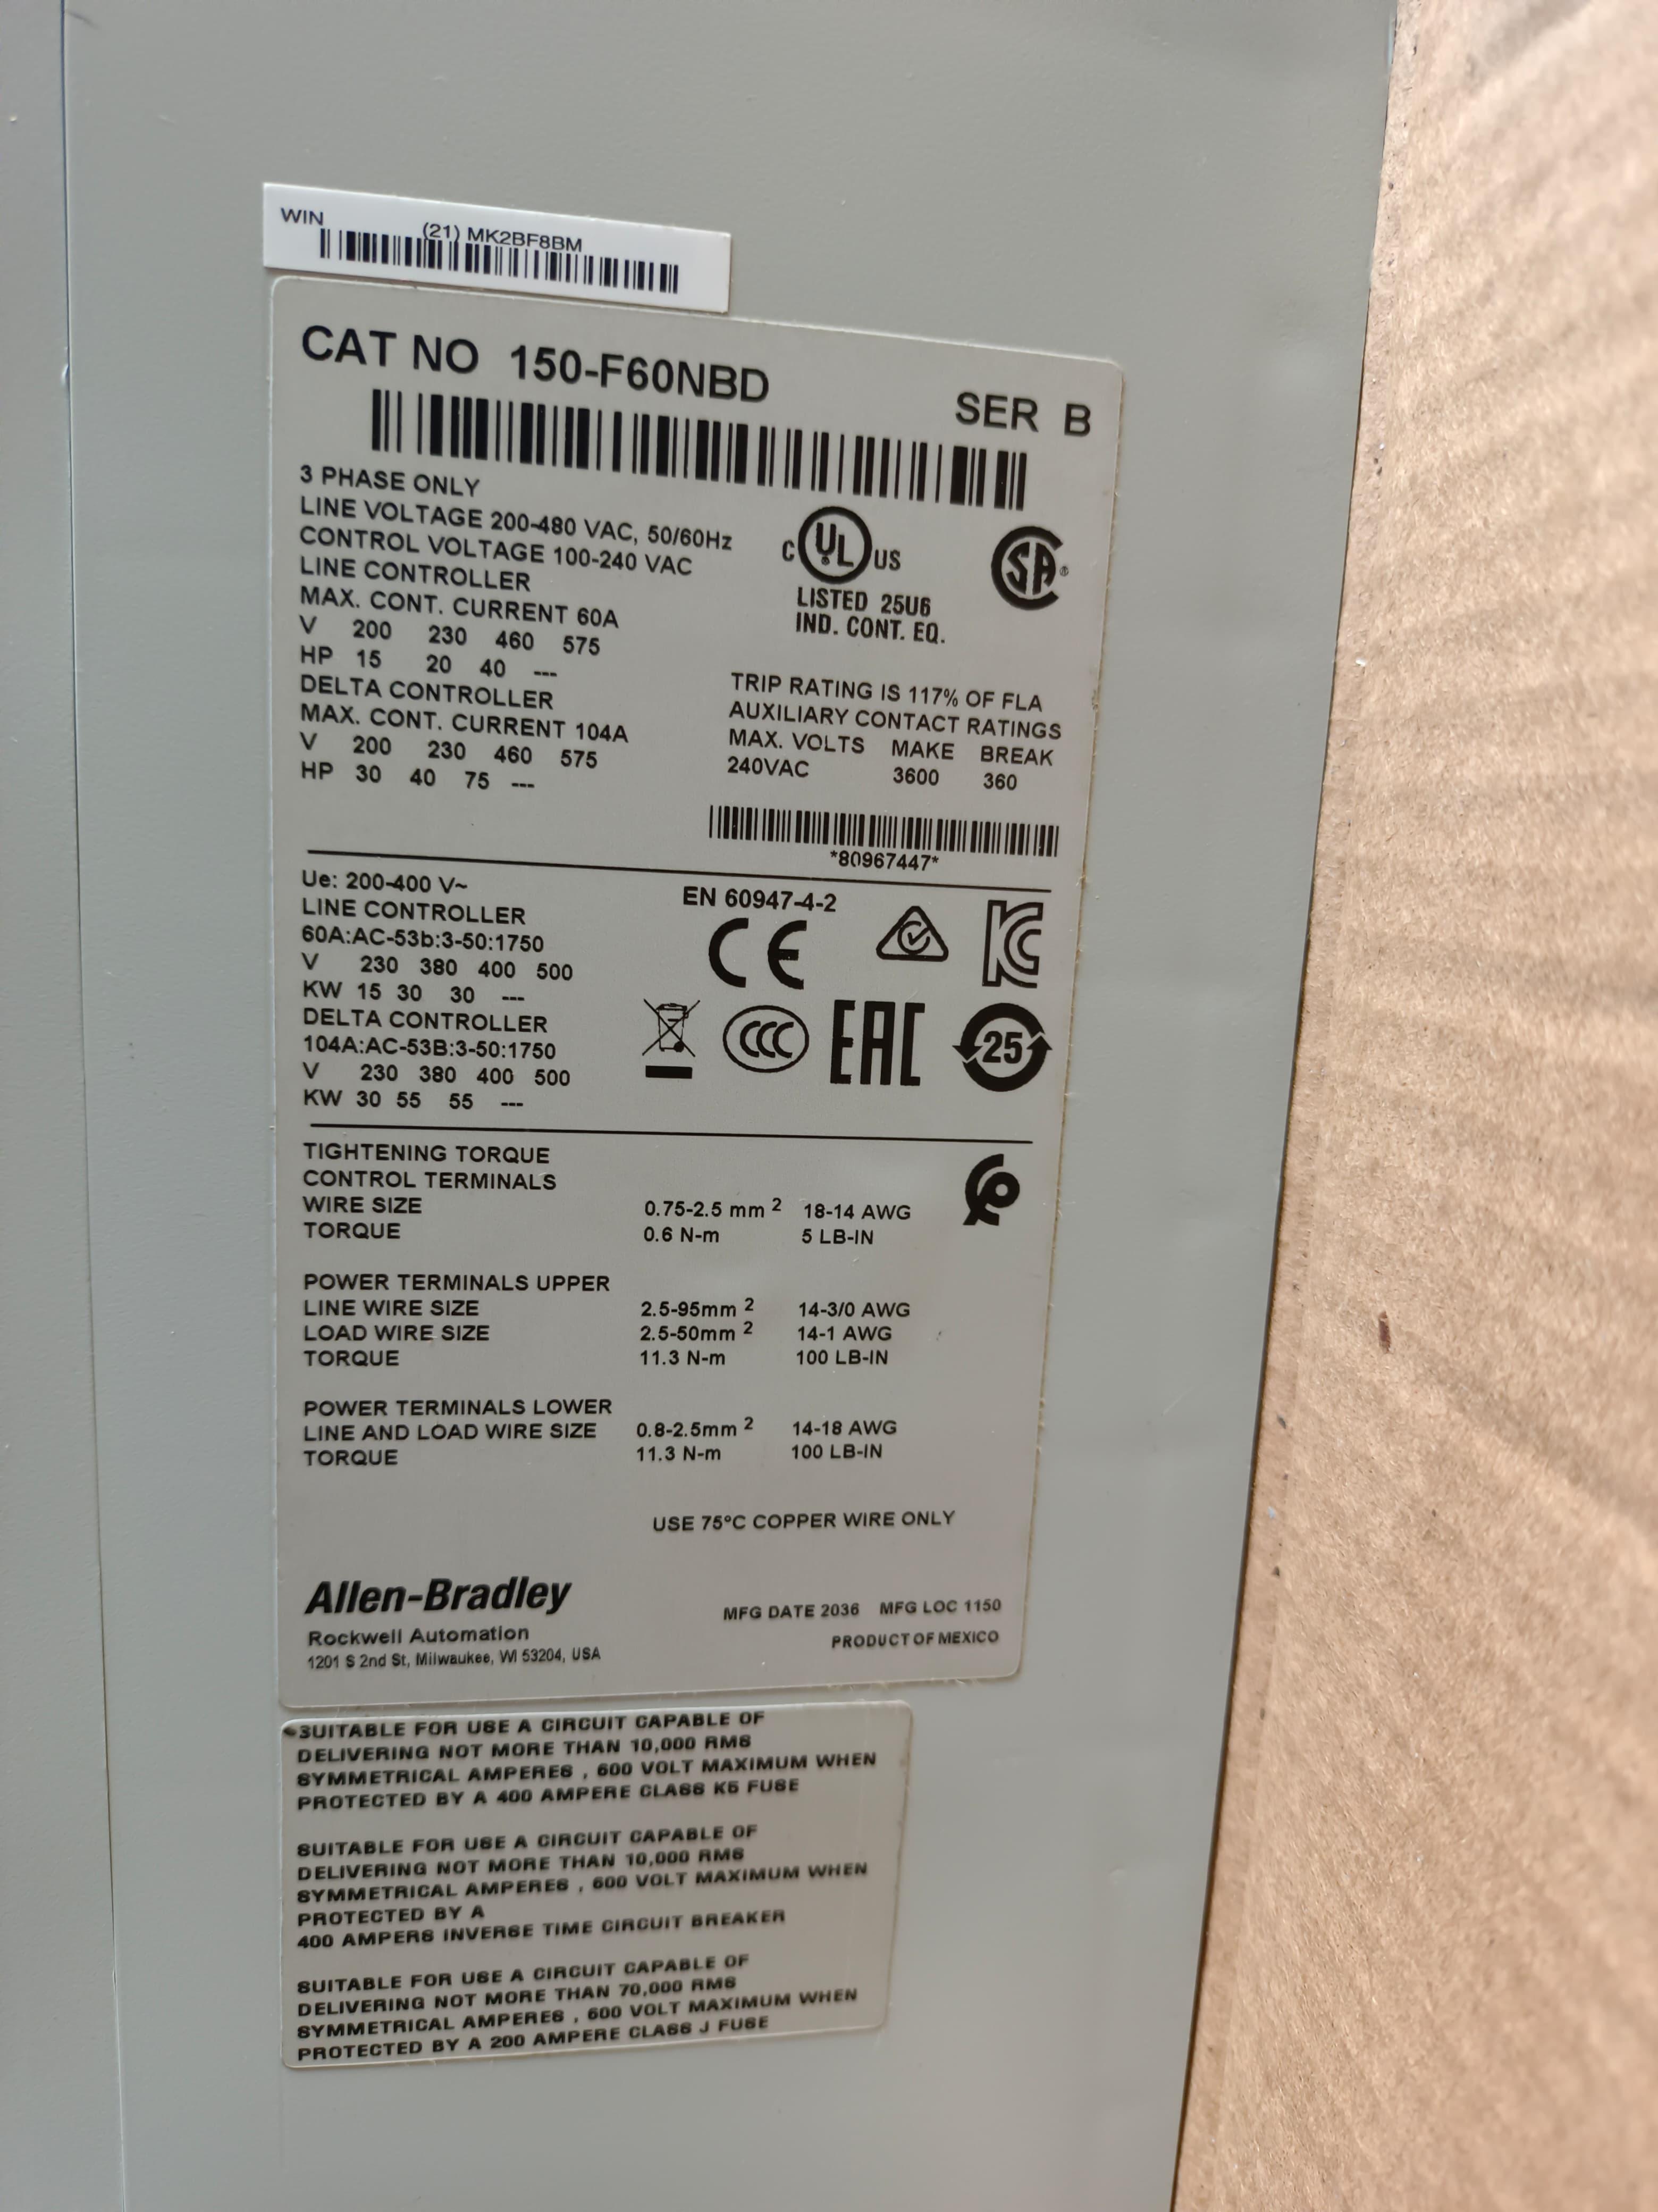 WIN
(21) MK2BF8BM
CAT NO 150-F60NBD
SER B
3 PHASE ONLY
LINE VOLTAGE 200-480 VAC, 50/60Hz
CONTROL VOLTAGE 100-240 VAC
LINE CONTROLLER
MAX. CONT. CURRENT 60A
V 200 230 460 575
HP 15 20 40 ---
DELTA CONTROLLER
MAX. CONT. CURRENT 104A
V 200 230 460 575
HP 30 40 75 ---
C UL US
LISTED 25U6
IND. CONT. EQ.
SA®
TRIP RATING IS 117% OF FLA
AUXILIARY CONTACT RATINGS
MAX. VOLTS MAKE BREAK
240VAC 3600 360
*80967447*
Ue: 200-400 V~
LINE CONTROLLER
60A:AC-53b:3-50:1750
V 230 380 400 500
KW 15 30 30 ---
DELTA CONTROLLER
104A:AC-53B:3-50:1750
V 230 380 400 500
KW 30 55 55 ---
EN 60947-4-2
CE
KC
CCC
EAC
25
TIGHTENING TORQUE
CONTROL TERMINALS
WIRE SIZE 0.75-2.5 mm 2 18-14 AWG
TORQUE 0.6 N-m 5 LB-IN
POWER TERMINALS UPPER
LINE WIRE SIZE 2.5-95mm 2 14-3/0 AWG
LOAD WIRE SIZE 2.5-50mm 2 14-1 AWG
TORQUE 11.3 N-m 100 LB-IN
POWER TERMINALS LOWER
LINE AND LOAD WIRE SIZE 0.8-2.5mm 2 14-18 AWG
TORQUE 11.3 N-m 100 LB-IN
USE 75°C COPPER WIRE ONLY
Allen-Bradley
Rockwell Automation
1201 S 2nd St, Milwaukee, WI 53204, USA
MFG DATE 2036 MFG LOC 1150
PRODUCT OF MEXICO
SUITABLE FOR USE A CIRCUIT CAPABLE OF
DELIVERING NOT MORE THAN 10,000 RMS
SYMMETRICAL AMPERES , 600 VOLT MAXIMUM WHEN
PROTECTED BY A 400 AMPERE CLASS K5 FUSE
SUITABLE FOR USE A CIRCUIT CAPABLE OF
DELIVERING NOT MORE THAN 10,000 RMS
SYMMETRICAL AMPERES , 600 VOLT MAXIMUM WHEN
PROTECTED BY A
400 AMPERS INVERSE TIME CIRCUIT BREAKER
SUITABLE FOR USE A CIRCUIT CAPABLE OF
DELIVERING NOT MORE THAN 70,000 RMS
SYMMETRICAL AMPERES , 600 VOLT MAXIMUM WHEN
PROTECTED BY A 200 AMPERE CLASS J FUSE